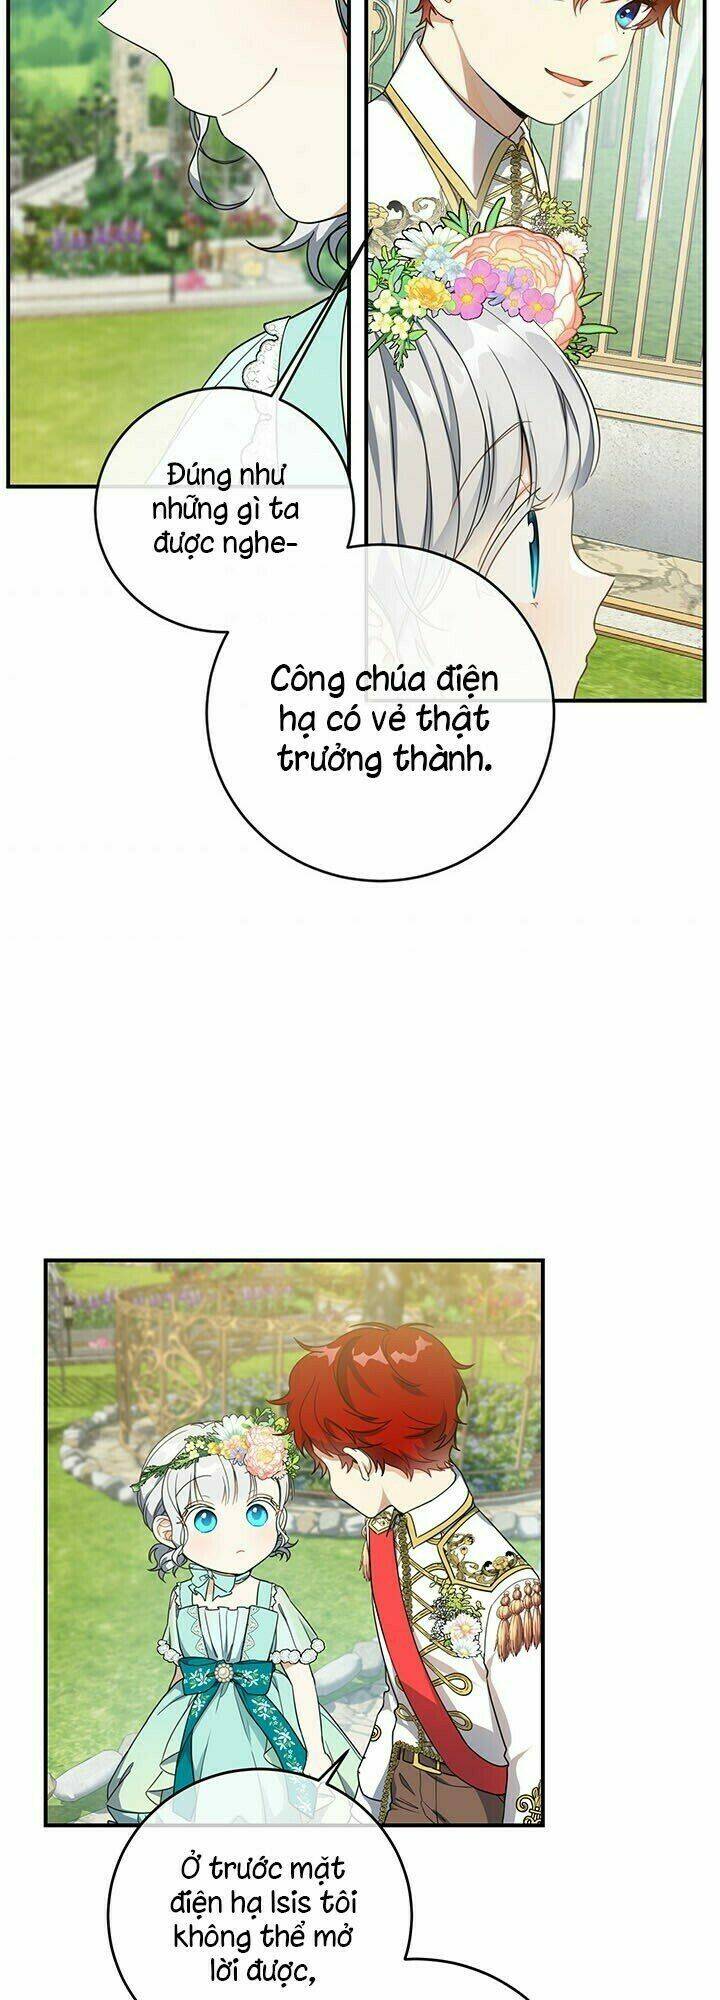 Đúng như
những gì ta
được nghe-
Công chúa điện
hạ có vẻ thật
trưởng thành.
Ở trước mặt
điện hạ Isis tôi
không thể mở
lời được,